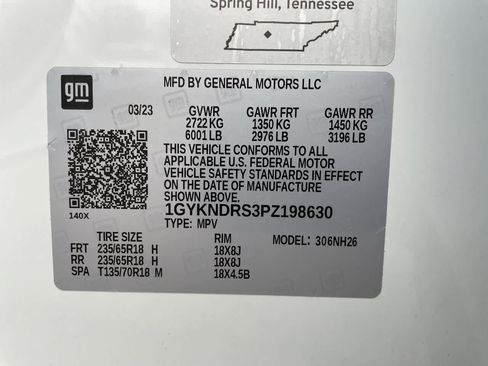 Spring Hill, Tennessee
gm
MFD BY GENERAL MOTORS LLC
03/23 GVWR GAWR FRT GAWR RR
2722 KG 1350 KG 1450 KG
6001 LB 2976 LB 3196 LB
THIS VEHICLE CONFORMS TO ALL
APPLICABLE U.S. FEDERAL MOTOR
VEHICLE SAFETY STANDARDS IN EFFECT
ON THE DATE OF MANUFACTURE
SHOWN ABOVE.
140X
1GYKNDRS3PZ198630
TYPE: MPV
TIRE SIZE RIM MODEL: 306NH26
FRT 235/65R18 H 18X8J
RR 235/65R18 H 18X8J
SPA T135/70R18 M 18X4.5B